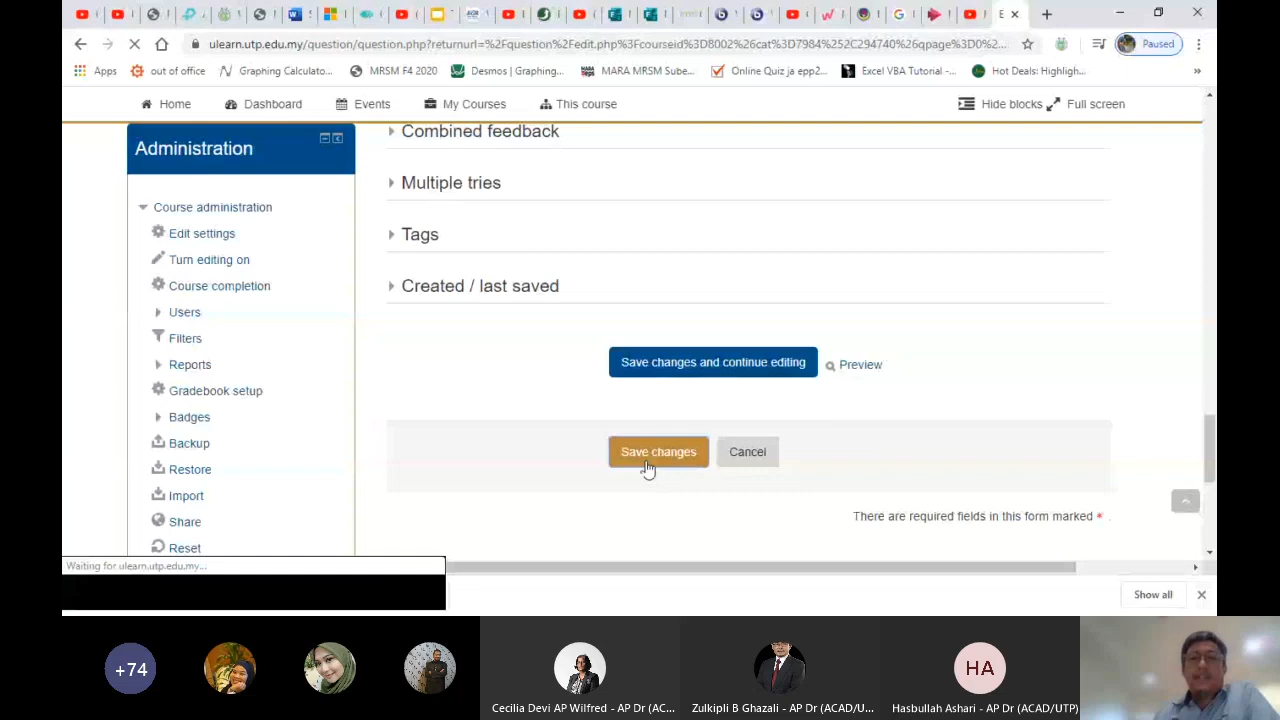 ulearn.utp.edu.my/question/question.php?returnurl=%2Fquestion%2Fedit.php%3Fcourseid%3D8002%26cat%3D7984%252C294740%26qpage%3D0%2...
Paused
Apps
out of office
Graphing Calculato...
MRSM F4 2020
Desmos | Graphing...
MARA MRSM Sube...
Online Quiz ja epp2...
Excel VBA Tutorial -...
Hot Deals: Highligh...
»
Home
Dashboard
Events
My Courses
This course
Hide blocks
Full screen
Administration
Course administration
Edit settings
Turn editing on
Course completion
Users
Filters
Reports
Gradebook setup
Badges
Backup
Restore
Import
Share
Reset
Combined feedback
Multiple tries
Tags
Created / last saved
Save changes and continue editing
Preview
Save changes
Cancel
There are required fields in this form marked * .
Waiting for ulearn.utp.edu.my...
Show all
+74
HA
Cecilia Devi AP Wilfred - AP Dr (AC...
Zulkipli B Ghazali - AP Dr (ACAD/U...
Hasbullah Ashari - AP Dr (ACAD/UTP)